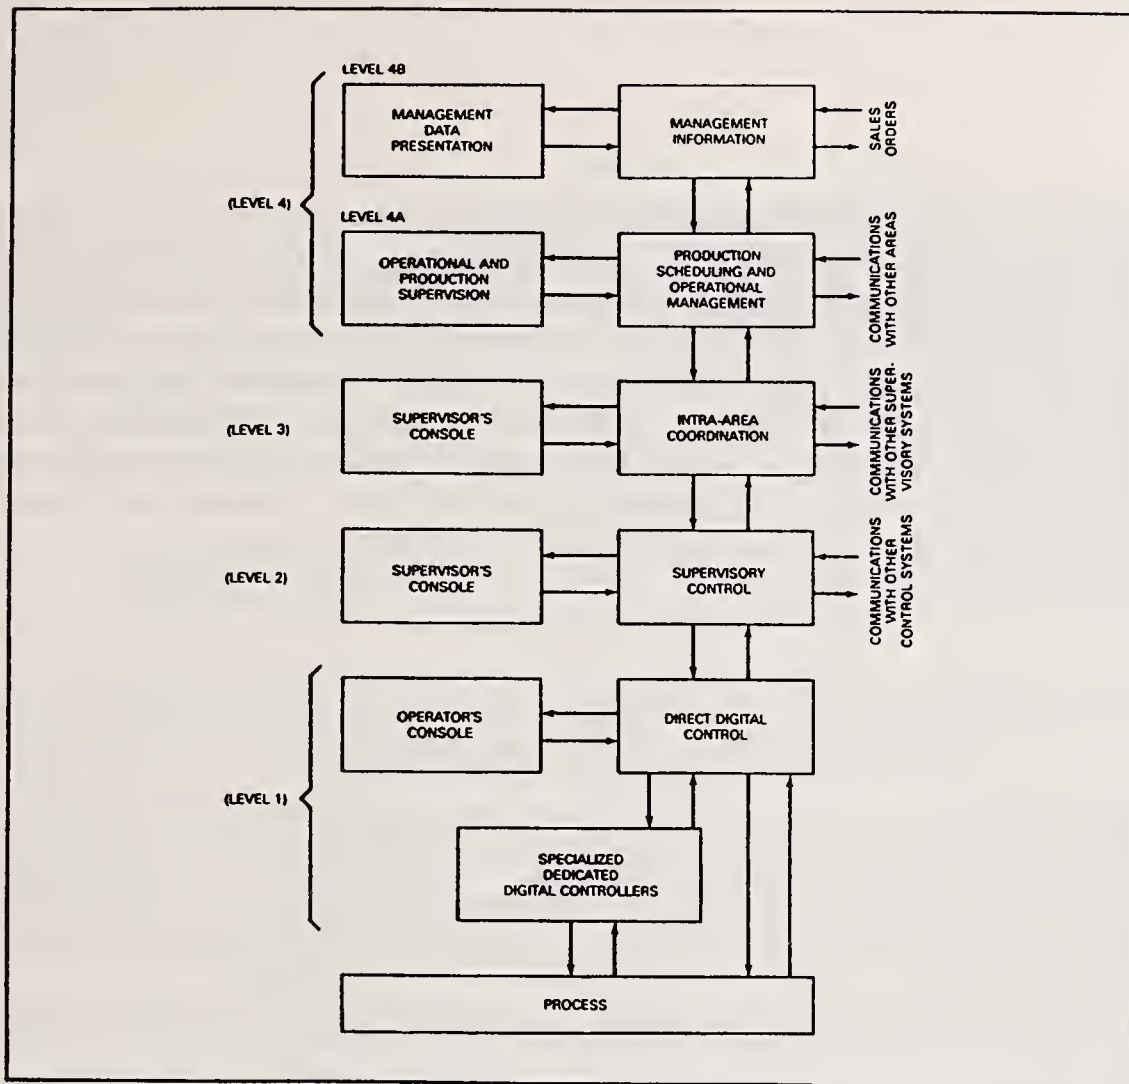 LEVEL 4B
MANAGEMENT
DATA
PRESENTATION
MANAGEMENT
INFORMATION
SALES
ORDERS
(LEVEL 4)
LEVEL 4A
OPERATIONAL AND
PRODUCTION
SUPERVISION
PRODUCTION
SCHEDULING AND
OPERATIONAL
MANAGEMENT
COMMUNICATIONS
WITH OTHER AREAS
(LEVEL 3)
SUPERVISOR'S
CONSOLE
INTRA-AREA
COORDINATION
COMMUNICATIONS
WITH OTHER SUPER-
VISORY SYSTEMS
(LEVEL 2)
SUPERVISOR'S
CONSOLE
SUPERVISORY
CONTROL
COMMUNICATIONS
WITH OTHER
CONTROL SYSTEMS
(LEVEL 1)
OPERATOR'S
CONSOLE
DIRECT DIGITAL
CONTROL
SPECIALIZED
DEDICATED
DIGITAL CONTROLLERS
PROCESS